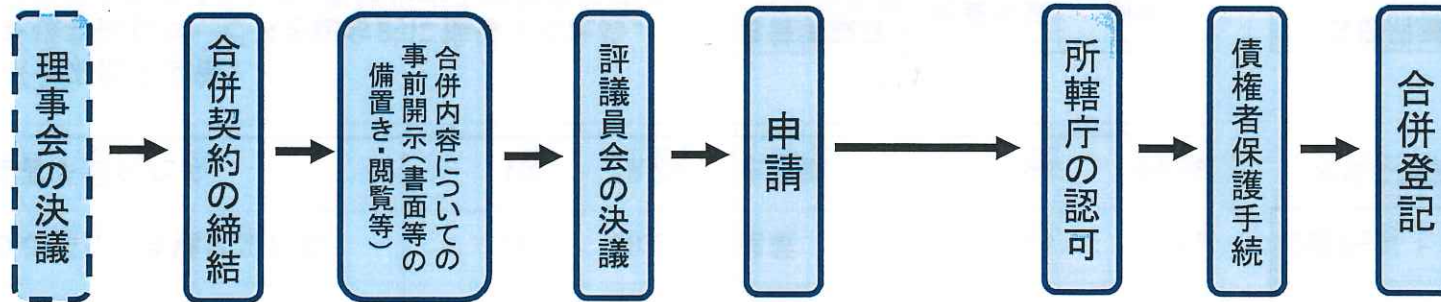 理事会の決議
合併契約の締結
合併内容についての
事前開示(書面等の
備置き・閲覧等)
評議員会の決議
申請
所轄庁の認可
債権者保護手続
合併登記